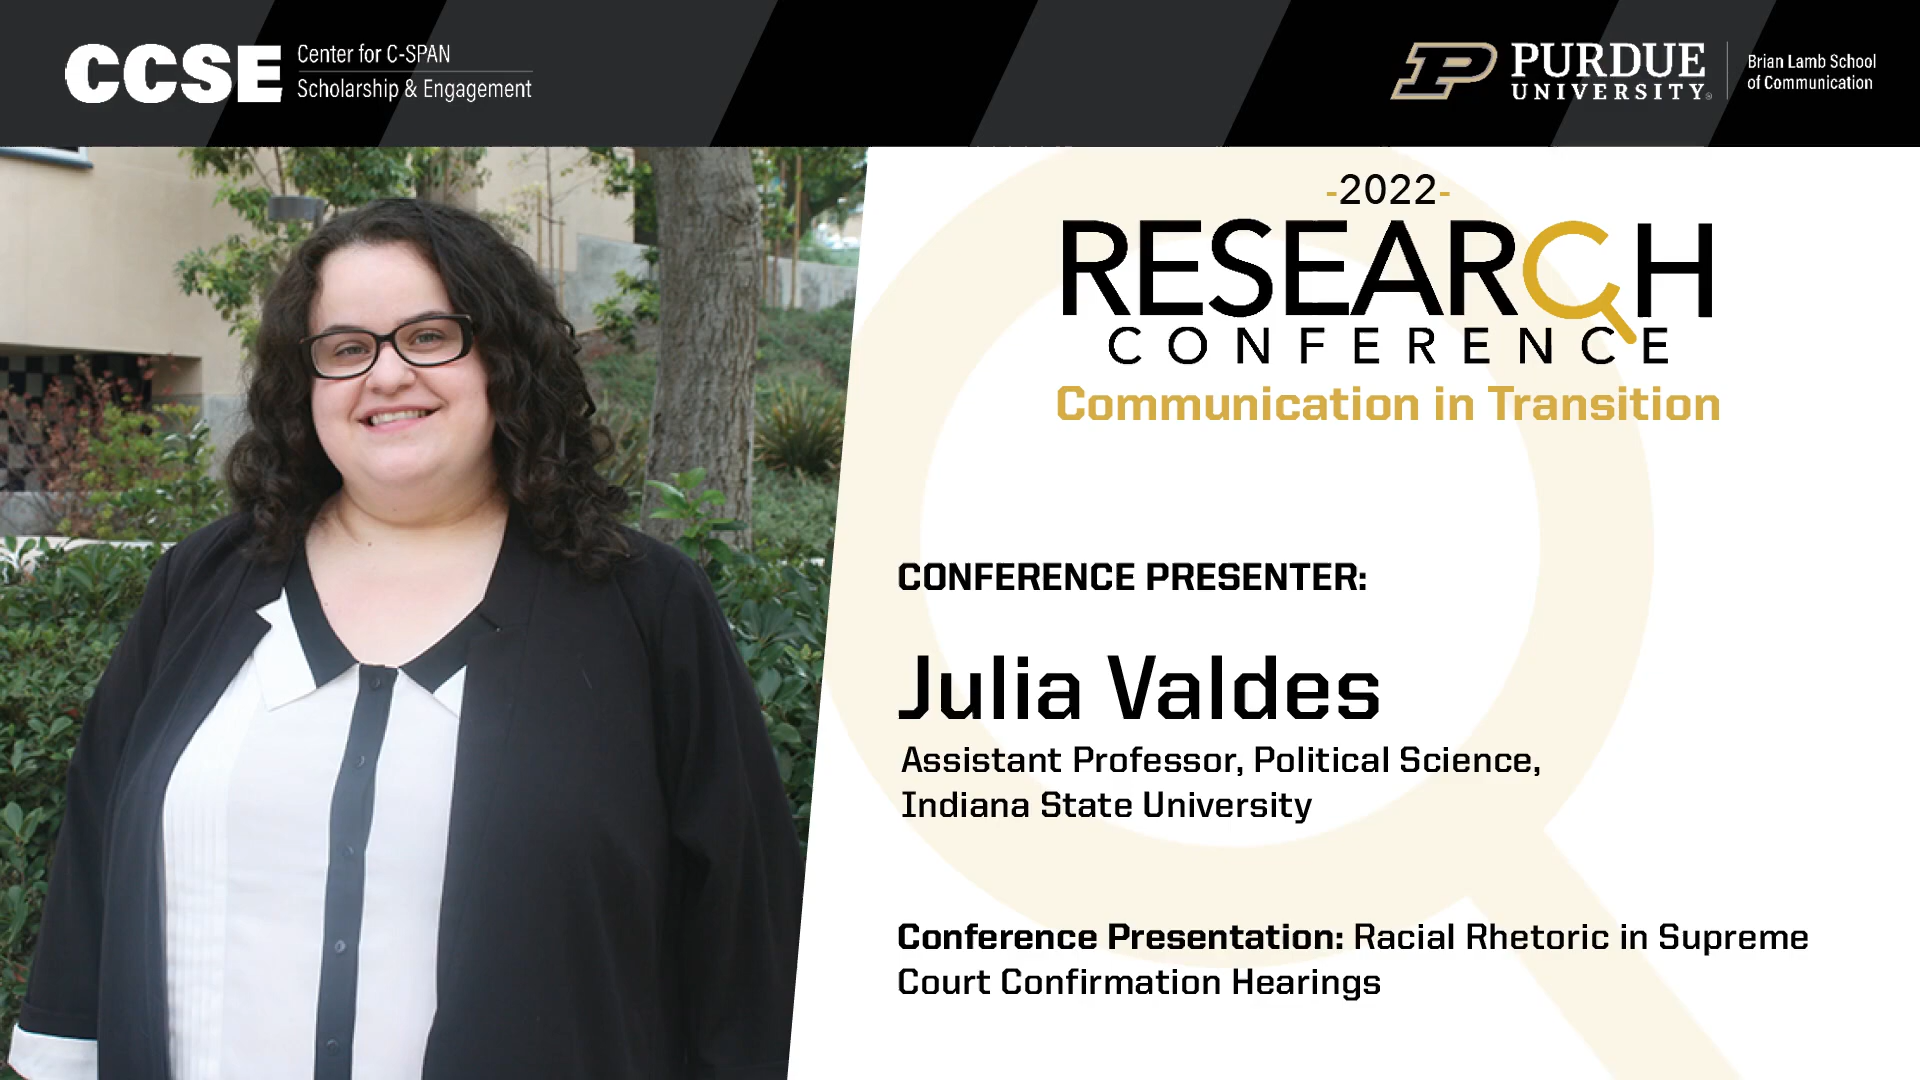 CCSE
Center for C-SPAN
Scholarship & Engagement
PURDUE
UNIVERSITY®
Brian Lamb School
of Communication
-2022-
RESEARCH
CONFERENCE
Communication in Transition
CONFERENCE PRESENTER:
Julia Valdes
Assistant Professor, Political Science,
Indiana State University
Conference Presentation: Racial Rhetoric in Supreme
Court Confirmation Hearings